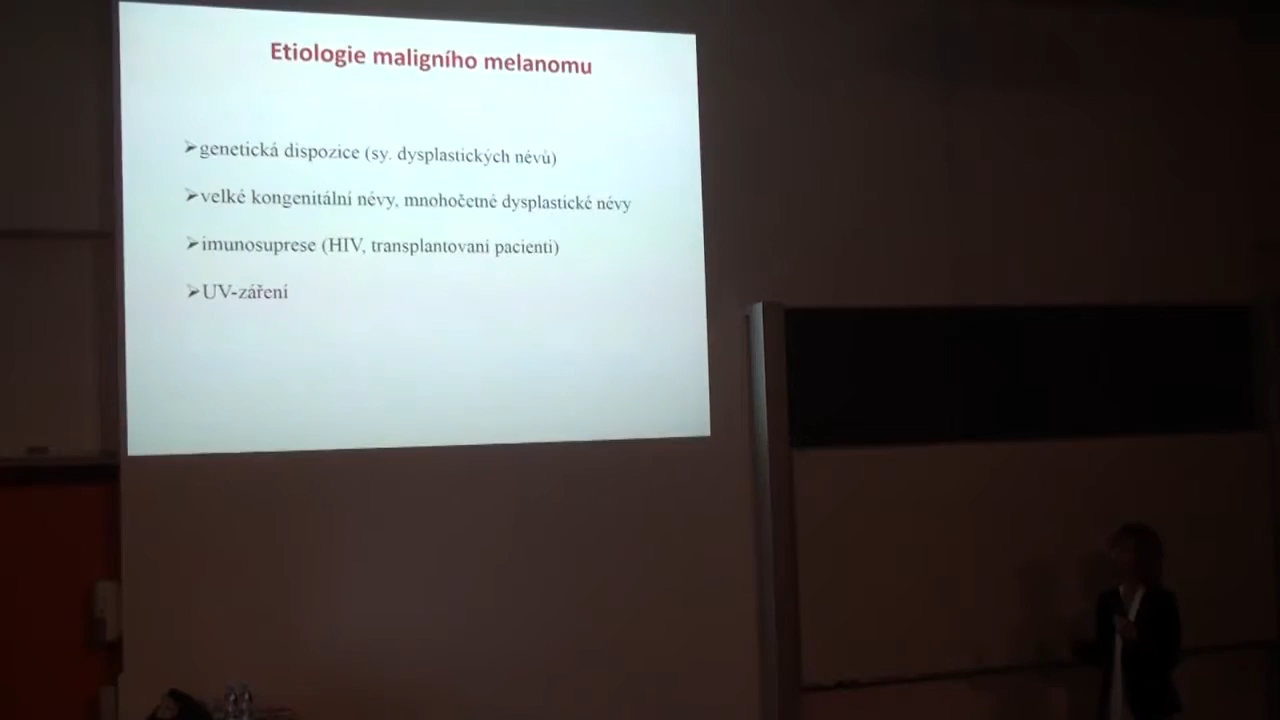 Etiologie maligního melanomu
➢genetická dispozice (sy. dysplastických névů)
➢velké kongenitální névy, mnohočetné dysplastické névy
➢imunosuprese (HIV, transplantovaní pacienti)
➢UV-záření